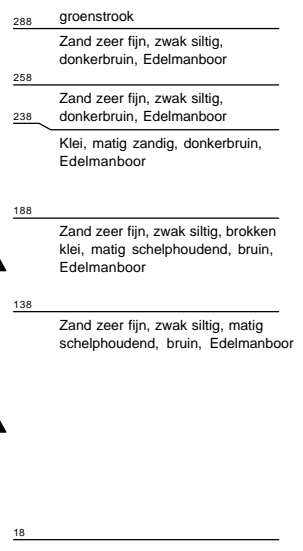 288 groenstrook
Zand zeer fijn, zwak siltig,
donkerbruin, Edelmanboor
258
Zand zeer fijn, zwak siltig,
238 donkerbruin, Edelmanboor
Klei, matig zandig, donkerbruin,
Edelmanboor
188
Zand zeer fijn, zwak siltig, brokken
klei, matig schelphoudend, bruin,
Edelmanboor
138
Zand zeer fijn, zwak siltig, matig
schelphoudend, bruin, Edelmanboor
18